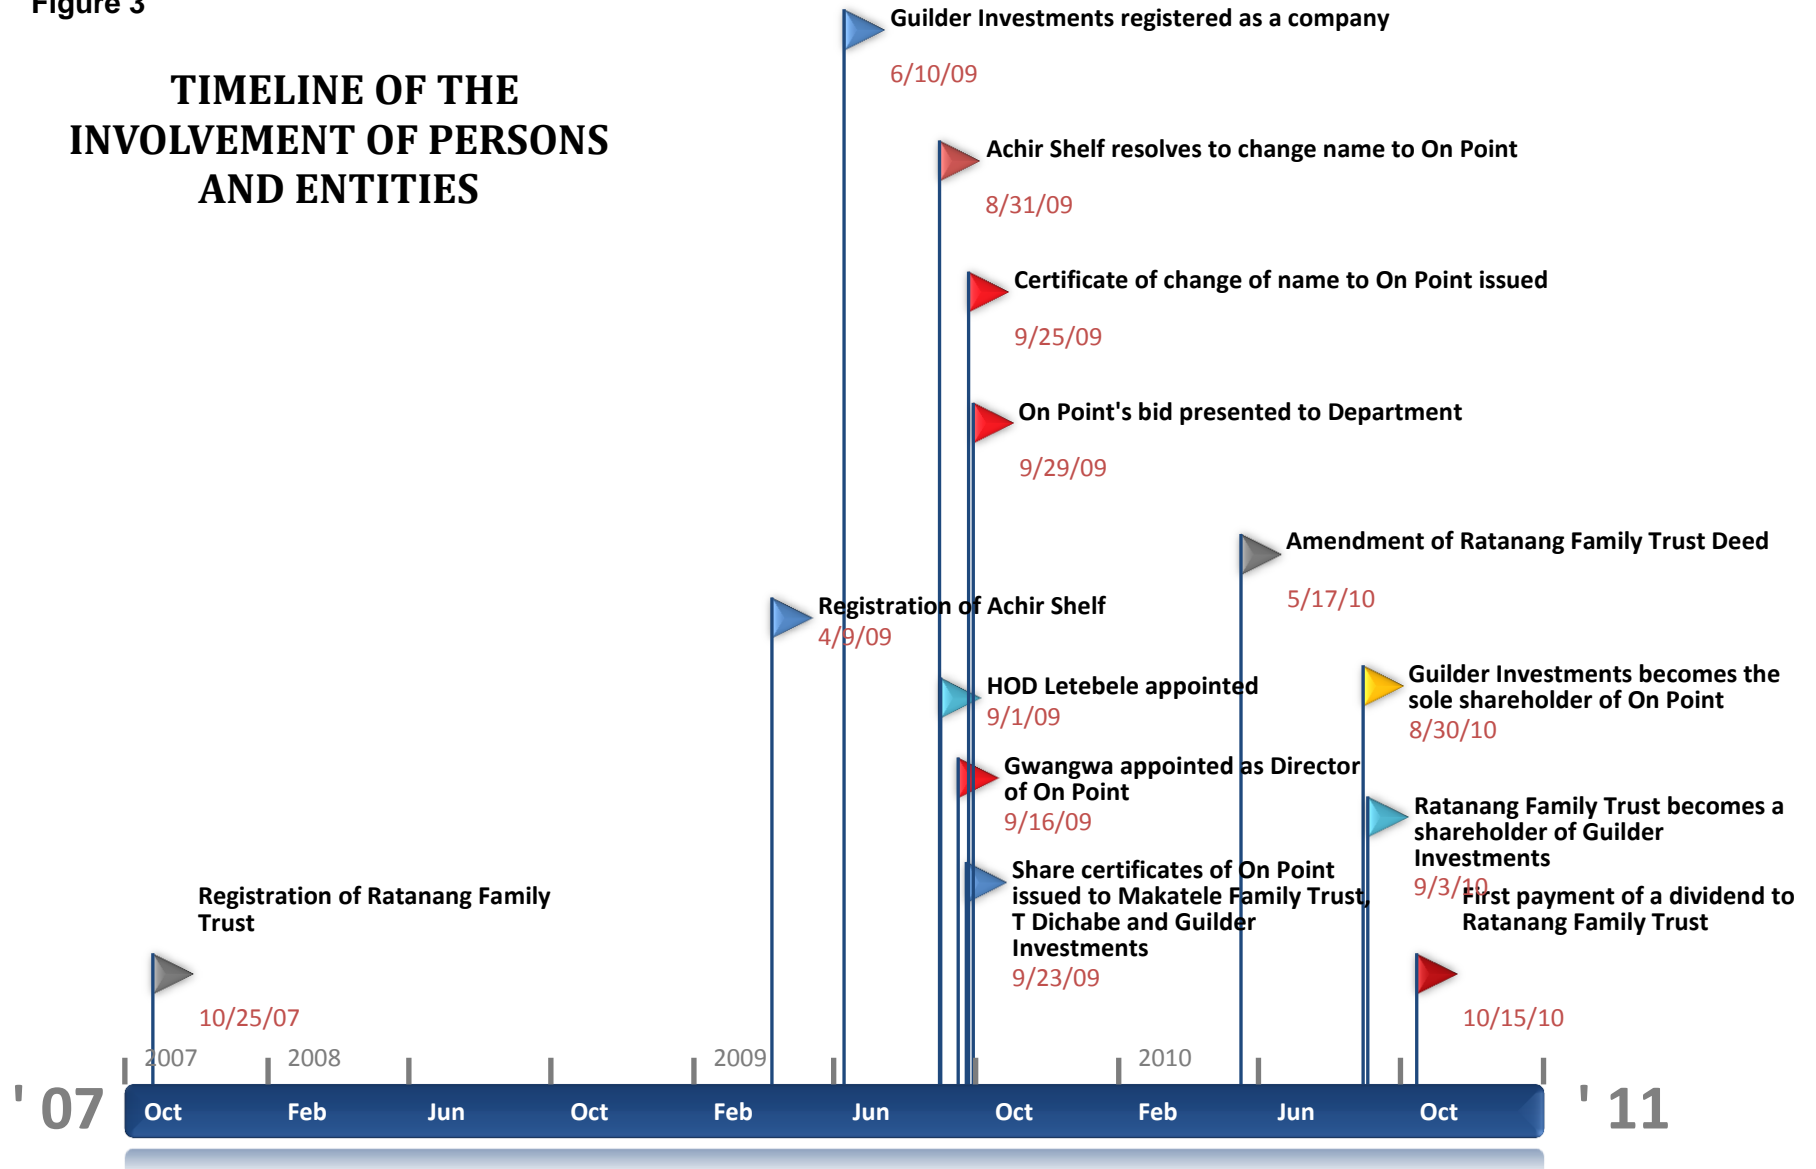 Figure 3
TIMELINE OF THE
INVOLVEMENT OF PERSONS
AND ENTITIES
Guilder Investments registered as a company
6/10/09
Achir Shelf resolves to change name to On Point
8/31/09
Certificate of change of name to On Point issued
9/25/09
On Point's bid presented to Department
9/29/09
Amendment of Ratanang Family Trust Deed
5/17/10
Registration of Achir Shelf
4/9/09
HOD Letebele appointed
9/1/09
Guilder Investments becomes the
sole shareholder of On Point
8/30/10
Gwangwa appointed as Director
of On Point
9/16/09
Ratanang Family Trust becomes a
shareholder of Guilder
Investments
9/3/10
Share certificates of On Point
issued to Makatele Family Trust,
T Dichabe and Guilder
Investments
9/23/09
Registration of Ratanang Family
Trust
10/25/07
First payment of a dividend to
Ratanang Family Trust
10/15/10
2007 2008 2009 2010
' 07 Oct Feb Jun Oct Feb Jun Oct Feb Jun Oct ' 11